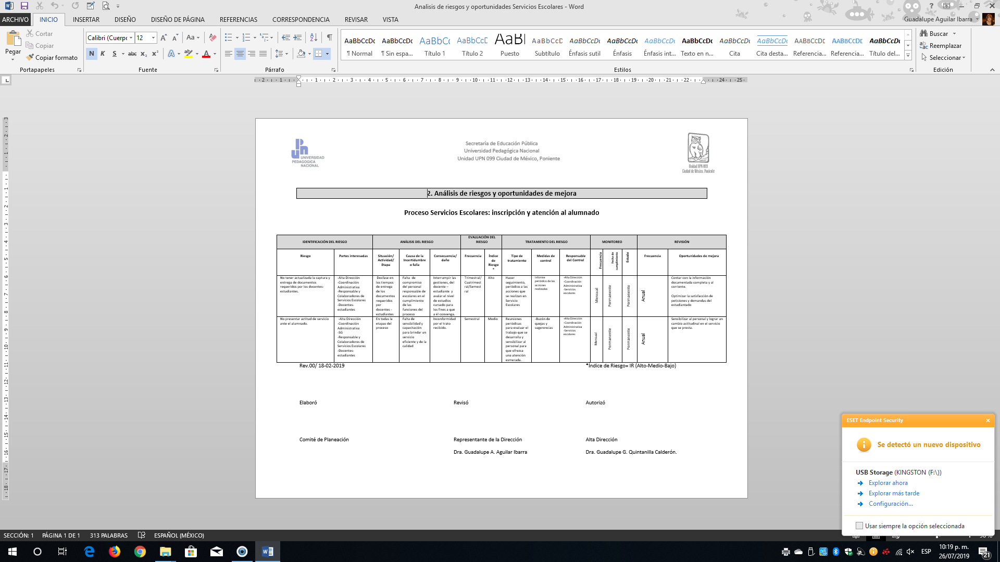 Analisis de riesgos y oportunidades Servicios Escolares - Word
ARCHIVO INICIO INSERTAR DISEÑO DISEÑO DE PÁGINA REFERENCIAS CORRESPONDENCIA REVISAR VISTA
Guadalupe Aguilar Ibarra
Pegar
Cortar
Copiar
Copiar formato
Portapapeles
Calibri (Cuerpo 12
Fuente
Párrafo
¶ Normal
¶ Sin espa...
Título 1
Título 2
Puesto
Subtítulo
Énfasis sutil
Énfasis
Énfasis int...
Texto en n...
Cita
Cita desta...
Referencia...
Referencia...
Título del...
Estilos
Buscar
Reemplazar
Seleccionar
Edición
UNIVERSIDAD
PEDAGOGICA
NACIONAL
Secretaría de Educación Pública
Universidad Pedagógica Nacional
Unidad UPN 099 Ciudad de México, Poniente
Unidad UPN 099
Ciudad de México, Poniente
2. Análisis de riesgos y oportunidades de mejora
Proceso Servicios Escolares: inscripción y atención al alumnado
IDENTIFICACIÓN DEL RIESGO
ANÁLISIS DEL RIESGO
EVALUACIÓN DEL
RIESGO
TRATAMIENTO DEL RIESGO
MONITOREO
REVISIÓN
Riesgo
Partes interesadas
Situación/
Actividad/
Etapa
Causa de la
Incertidumbre
o falla
Consecuencia/
daño
Frecuencia
Índice
de
Riesgo
*
Tipo de
tratamiento
Medidas de
control
Responsable
del Control
Frecuencia
Fecha de
cumplimiento
Estado
Frecuencia
Oportunidades de mejora
No tener actualizada la captura y
entrega de documentos
requeridos por los docentes-
estudiantes.
-Alta Dirección
-Coordinación
Administrativa
-Responsable y
Colaboradores de
Servicios Escolares
-Docentes-
estudiantes
Desfase en
los tiempos
de entrega
de los
documentos
requeridos
por
docentes -
estudiantes
Falta de
compromiso
del personal
responsable de
escolares en el
cumplimiento
de las
funciones del
proceso
Interrumpir las
gestiones, del
docente –
estudiante y
avalar el nivel
de estudios
cursado para
los fines a que
a él convenga.
Trimestral/
Cuatrimest
ral/Semest
ral
Alto
Hacer
seguimiento,
periódico a las
acciones que
se realizan en
Servicio
Escolares
Informe
periódico de las
acciones
realizadas
-Alta Dirección
-Coordinación
Administrativa
-Servicios
escolares
Mensual
Permanente
Permanente
Anual
Contar con la información
documentada completa y al
corriente.
Optimizar la satisfacción de
peticiones y demandas del
estudiantado
No presentar actitud de servicio
ante el alumnado.
-Alta Dirección
-Coordinación
Administrativa
-SG
-Responsable y
Colaboradores de
Servicios Escolares
-Docentes-
estudiantes
En todas la
etapas del
proceso
Falta de
sensibilidad y
capacitación
para brindar un
servicio
eficiente y de la
calidad
Inconformidad
por el trato
recibido.
Semestral
Medio
Reuniones
periódicas
para evaluar el
trabajo que se
desarrolla y
sensibilizar al
personal para
que ofrezca
una atención
esmerada.
-Buzón de
quejas y
sugerencias
-Alta Dirección
-Coordinación
Administrativa
-Servicios
escolares
Mensual
Permanente
Permanente
Anual
Sensibilizar al personal y lograr un
cambio actitudinal en el servicio
que se presta.
Rev.00/ 18-02-2019
*Índice de Riesgo= IR (Alto-Medio-Bajo)
Elaboró Revisó Autorizó
Comité de Planeación Representante de la Dirección Alta Dirección
Dra. Guadalupe A. Aguilar Ibarra Dra. Guadalupe G. Quintanilla Calderón.
ESET Endpoint Security
Se detectó un nuevo dispositivo
USB Storage (KINGSTON (F:\))
Explorar ahora
Explorar más tarde
Configuración...
Usar siempre la opción seleccionada
SECCIÓN: 1 PÁGINA 1 DE 1 313 PALABRAS ESPAÑOL (MÉXICO)
ESP
10:19 p. m.
26/07/2019
21